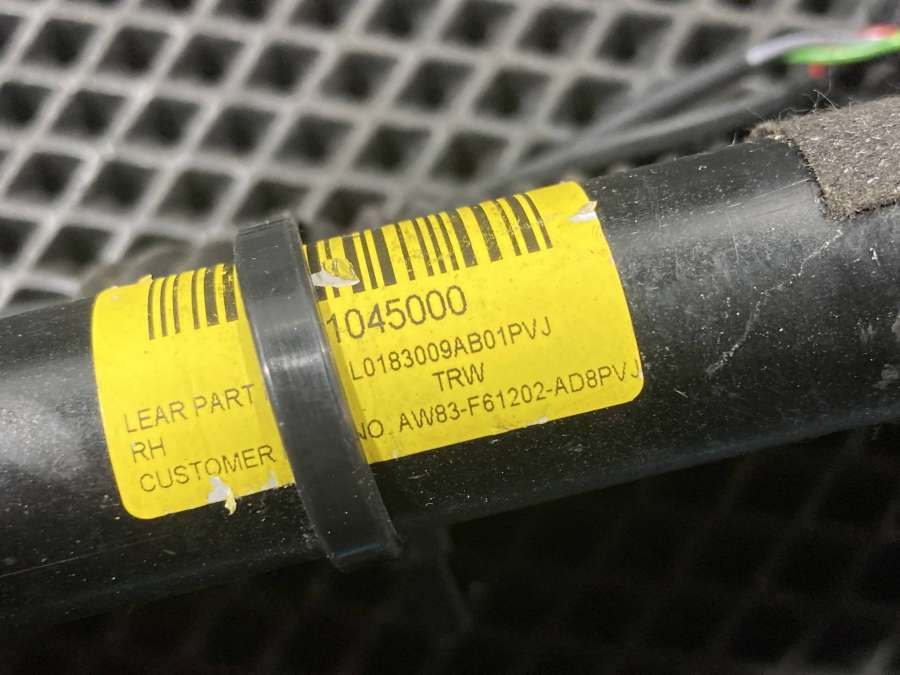 1045000
LEAR PART L0183009AB01PVJ
RH TRW
CUSTOMER NO. AW83-F61202-AD8PVJ